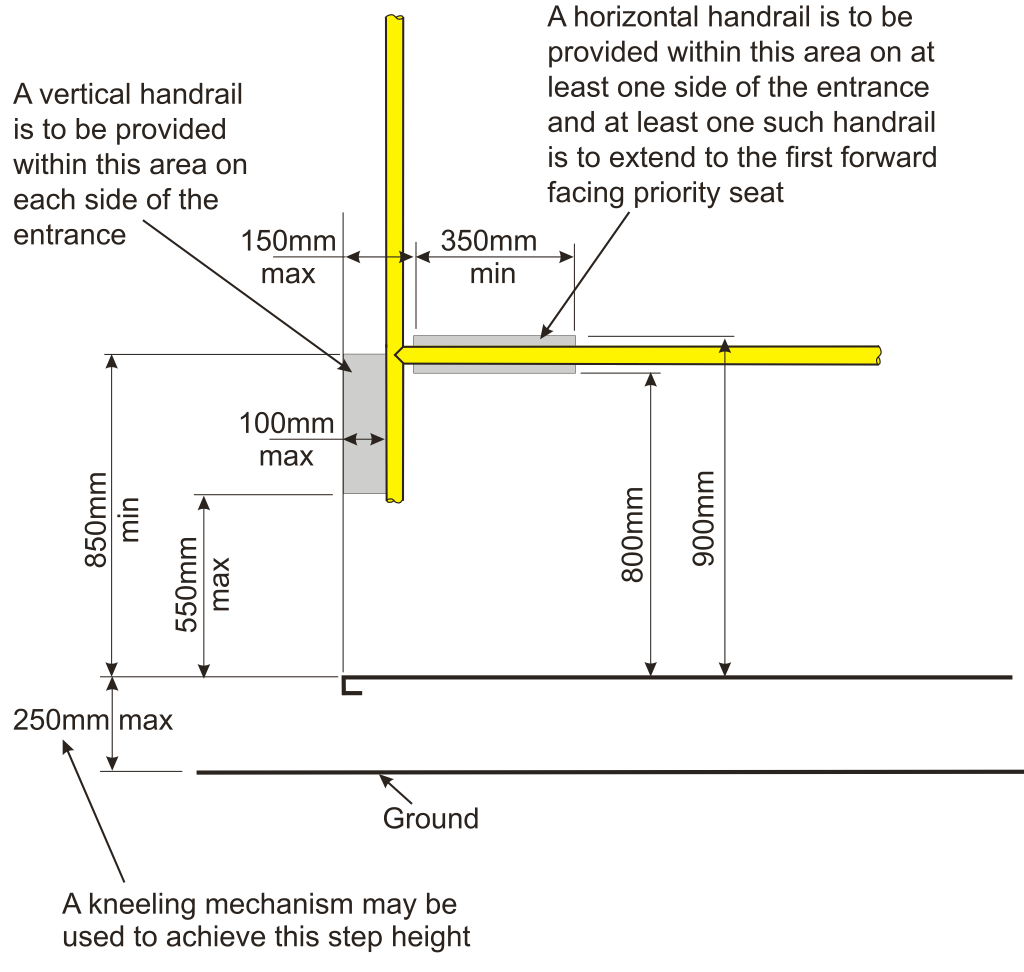 A horizontal handrail is to be
provided within this area on at
least one side of the entrance
and at least one such handrail
is to extend to the first forward
facing priority seat
A vertical handrail
is to be provided
within this area on
each side of the
entrance
150mm
max
350mm
min
100mm
max
850mm
min
550mm
max
800mm
900mm
250mm max
Ground
A kneeling mechanism may be
used to achieve this step height